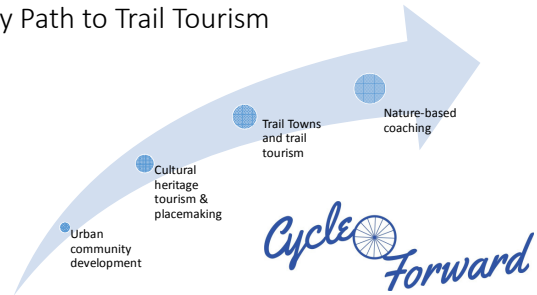 y Path to Trail Tourism
Urban
community
development
Cultural
heritage
tourism &
placemaking
Trail Towns
and trail
tourism
Nature-based
coaching
Cycle
Forward